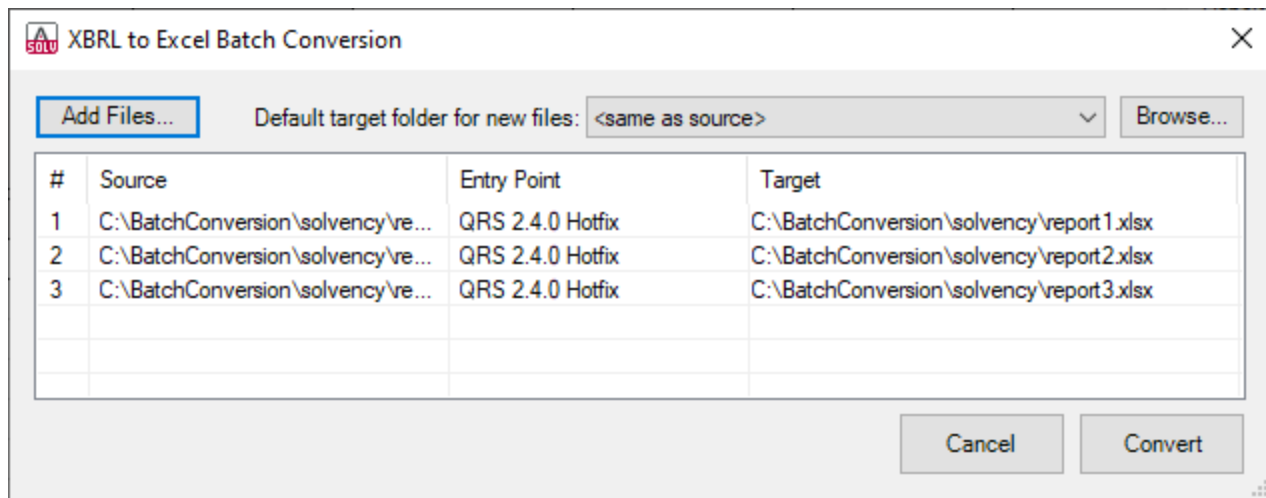 A SOLV XBRL to Excel Batch Conversion
Add Files... Default target folder for new files: <same as source> Browse...
# Source Entry Point Target
1 C:\BatchConversion\solvency\re... QRS 2.4.0 Hotfix C:\BatchConversion\solvency\report1.xlsx
2 C:\BatchConversion\solvency\re... QRS 2.4.0 Hotfix C:\BatchConversion\solvency\report2.xlsx
3 C:\BatchConversion\solvency\re... QRS 2.4.0 Hotfix C:\BatchConversion\solvency\report3.xlsx
Cancel Convert